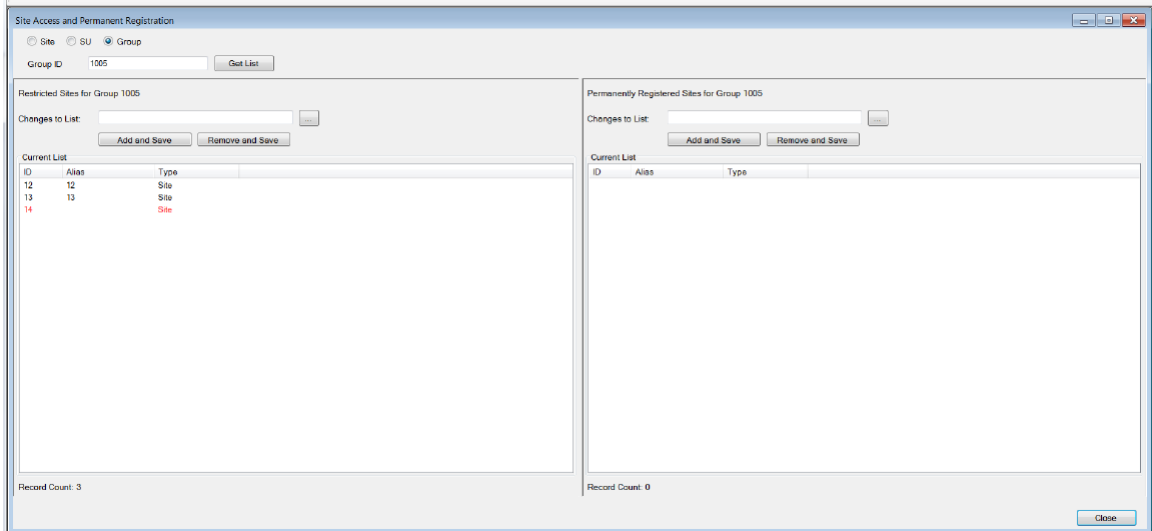 Site Access and Permanent Registration
Site SU Group
Group ID 1005 Get List
Restricted Sites for Group 1005
Changes to List: ...
Add and Save Remove and Save
Current List
ID Alias Type
12 12 Site
13 13 Site
14 Site
Record Count: 3
Permanently Registered Sites for Group 1005
Changes to List: ...
Add and Save Remove and Save
Current List
ID Alias Type
Record Count: 0
Close